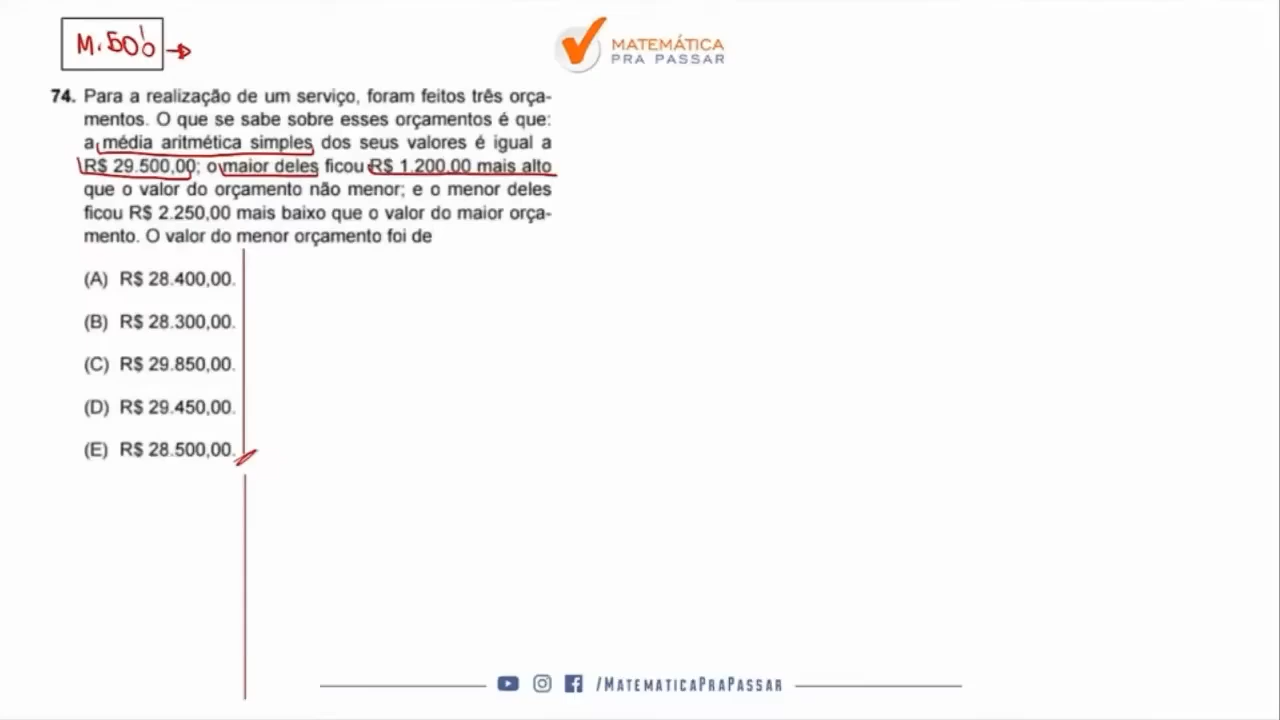 M.50%
MATEMÁTICA
PRA PASSAR
74. Para a realização de um serviço, foram feitos três orça-
mentos. O que se sabe sobre esses orçamentos é que:
a média aritmética simples dos seus valores é igual a
R$ 29.500,00; o maior deles ficou R$ 1.200,00 mais alto
que o valor do orçamento não menor; e o menor deles
ficou R$ 2.250,00 mais baixo que o valor do maior orça-
mento. O valor do menor orçamento foi de
(A) R$ 28.400,00.
(B) R$ 28.300,00.
(C) R$ 29.850,00.
(D) R$ 29.450,00.
(E) R$ 28.500,00.
/MATEMATICAPRAPASSAR